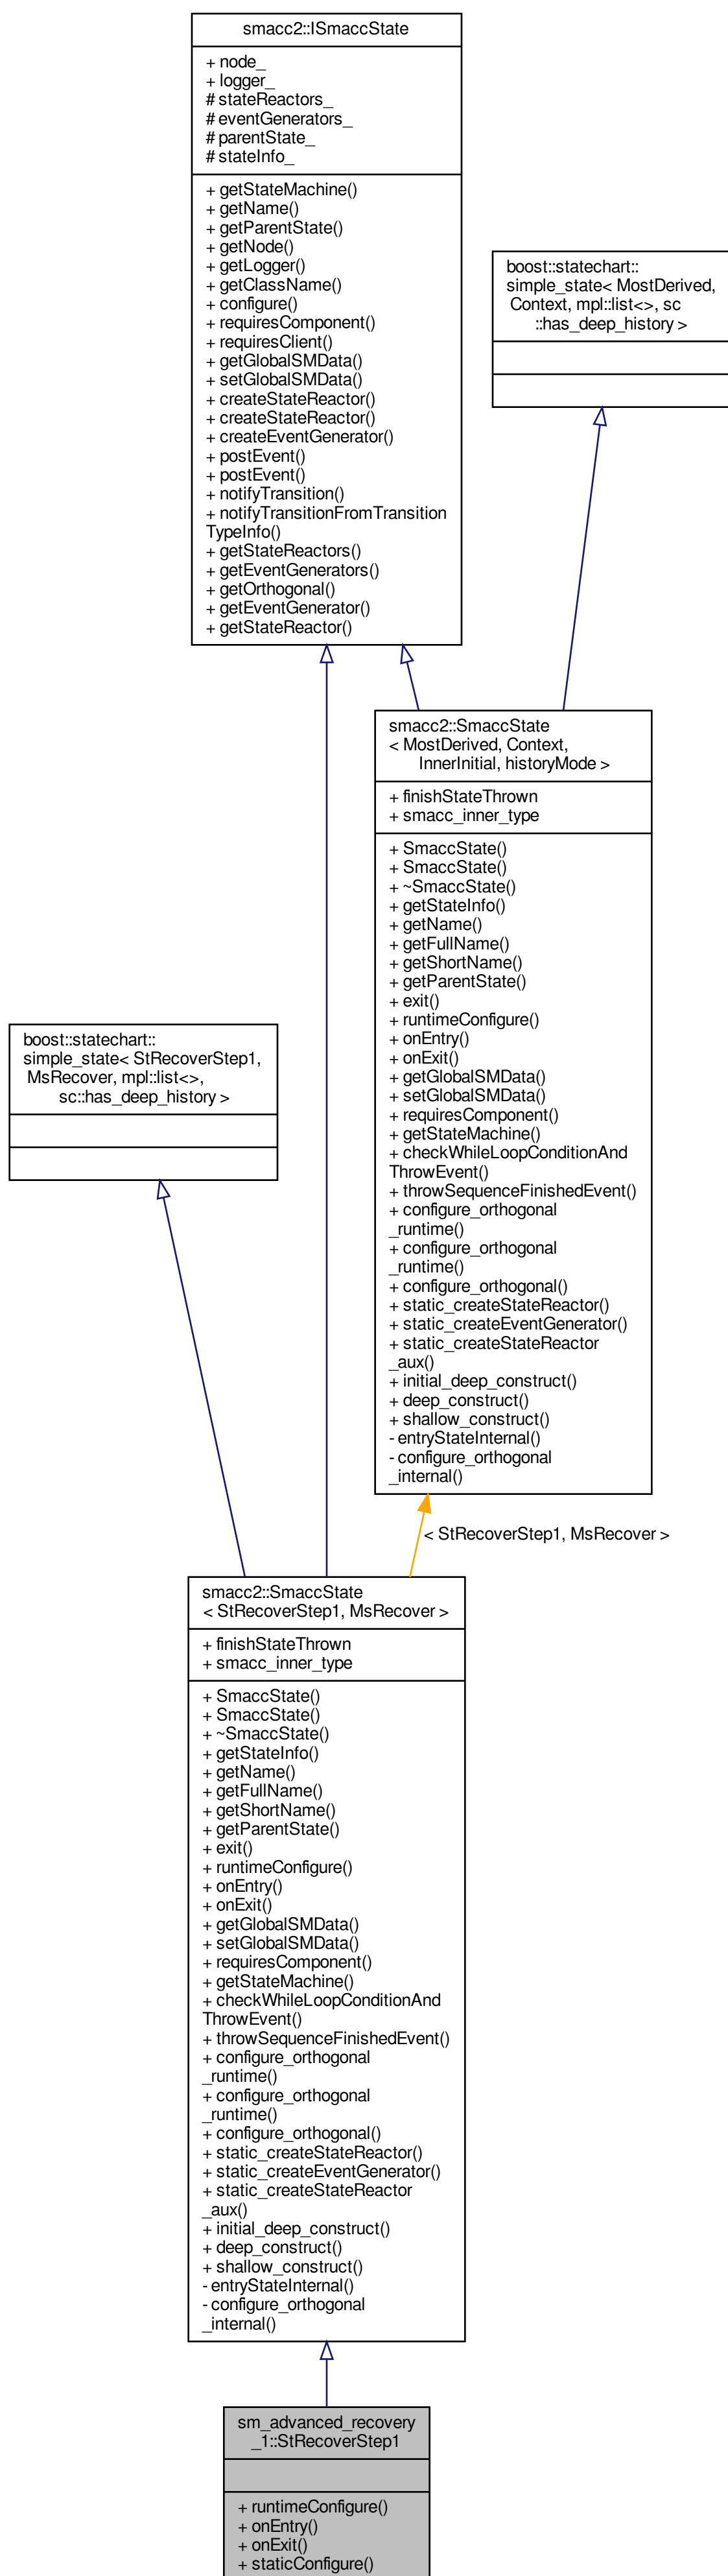 smacc2::ISmaccState
+ node_
+ logger_
# stateReactors_
# eventGenerators_
# parentState_
# stateInfo_
+ getStateMachine()
+ getName()
+ getParentState()
+ getNode()
+ getLogger()
+ getClassName()
+ configure()
+ requiresComponent()
+ requiresClient()
+ getGlobalSMData()
+ setGlobalSMData()
+ createStateReactor()
+ createStateReactor()
+ createEventGenerator()
+ postEvent()
+ postEvent()
+ notifyTransition()
+ notifyTransitionFromTransition
TypeInfo()
+ getStateReactors()
+ getEventGenerators()
+ getOrthogonal()
+ getEventGenerator()
+ getStateReactor()
boost::statechart::
simple_state< MostDerived,
Context, mpl::list<>, sc
::has_deep_history >
smacc2::SmaccState
< MostDerived, Context,
InnerInitial, historyMode >
+ finishStateThrown
+ smacc_inner_type
+ SmaccState()
+ SmaccState()
+ ~SmaccState()
+ getStateInfo()
+ getName()
+ getFullName()
+ getShortName()
+ getParentState()
+ exit()
+ runtimeConfigure()
+ onEntry()
+ onExit()
+ getGlobalSMData()
+ setGlobalSMData()
+ requiresComponent()
+ getStateMachine()
+ checkWhileLoopConditionAnd
ThrowEvent()
+ throwSequenceFinishedEvent()
+ configure_orthogonal
_runtime()
+ configure_orthogonal
_runtime()
+ configure_orthogonal()
+ static_createStateReactor()
+ static_createEventGenerator()
+ static_createStateReactor
_aux()
+ initial_deep_construct()
+ deep_construct()
+ shallow_construct()
- entryStateInternal()
- configure_orthogonal
_internal()
boost::statechart::
simple_state< StRecoverStep1,
MsRecover, mpl::list<>,
sc::has_deep_history >
< StRecoverStep1, MsRecover >
smacc2::SmaccState
< StRecoverStep1, MsRecover >
+ finishStateThrown
+ smacc_inner_type
+ SmaccState()
+ SmaccState()
+ ~SmaccState()
+ getStateInfo()
+ getName()
+ getFullName()
+ getShortName()
+ getParentState()
+ exit()
+ runtimeConfigure()
+ onEntry()
+ onExit()
+ getGlobalSMData()
+ setGlobalSMData()
+ requiresComponent()
+ getStateMachine()
+ checkWhileLoopConditionAnd
ThrowEvent()
+ throwSequenceFinishedEvent()
+ configure_orthogonal
_runtime()
+ configure_orthogonal
_runtime()
+ configure_orthogonal()
+ static_createStateReactor()
+ static_createEventGenerator()
+ static_createStateReactor
_aux()
+ initial_deep_construct()
+ deep_construct()
+ shallow_construct()
- entryStateInternal()
- configure_orthogonal
_internal()
sm_advanced_recovery
_1::StRecoverStep1
+ runtimeConfigure()
+ onEntry()
+ onExit()
+ staticConfigure()